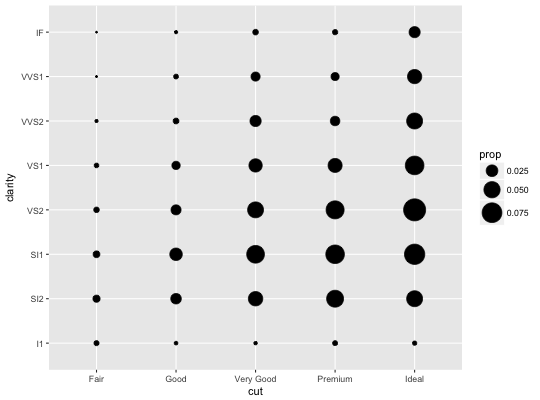 IF
VVS1
VVS2
VS1
VS2
SI1
SI2
I1
clarity
Fair Good Very Good Premium Ideal
cut
prop
0.025
0.050
0.075